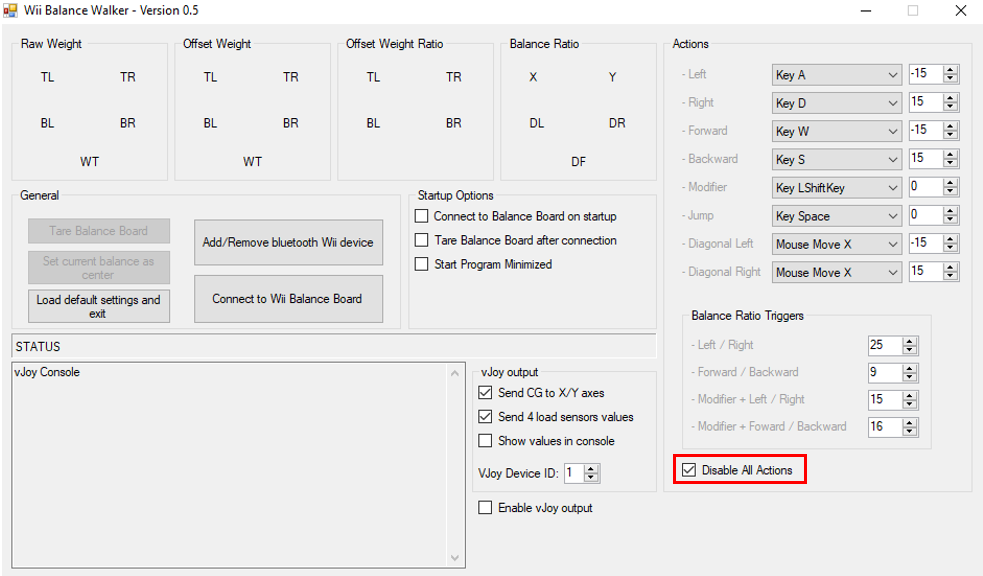 Wii Balance Walker - Version 0.5
Raw Weight
TL TR
BL BR
WT
Offset Weight
TL TR
BL BR
WT
Offset Weight Ratio
TL TR
BL BR
Balance Ratio
X Y
DL DR
DF
Actions
- Left Key A -15
- Right Key D 15
- Forward Key W -15
- Backward Key S 15
- Modifier Key LShiftKey 0
- Jump Key Space 0
- Diagonal Left Mouse Move X -15
- Diagonal Right Mouse Move X 15
Balance Ratio Triggers
- Left / Right 25
- Forward / Backward 9
- Modifier + Left / Right 15
- Modifier + Foward / Backward 16
Disable All Actions
General
Tare Balance Board
Set current balance as
center
Load default settings and
exit
Add/Remove bluetooth Wii device
Connect to Wii Balance Board
Startup Options
Connect to Balance Board on startup
Tare Balance Board after connection
Start Program Minimized
STATUS
vJoy Console
vJoy output
Send CG to X/Y axes
Send 4 load sensors values
Show values in console
VJoy Device ID: 1
Enable vJoy output